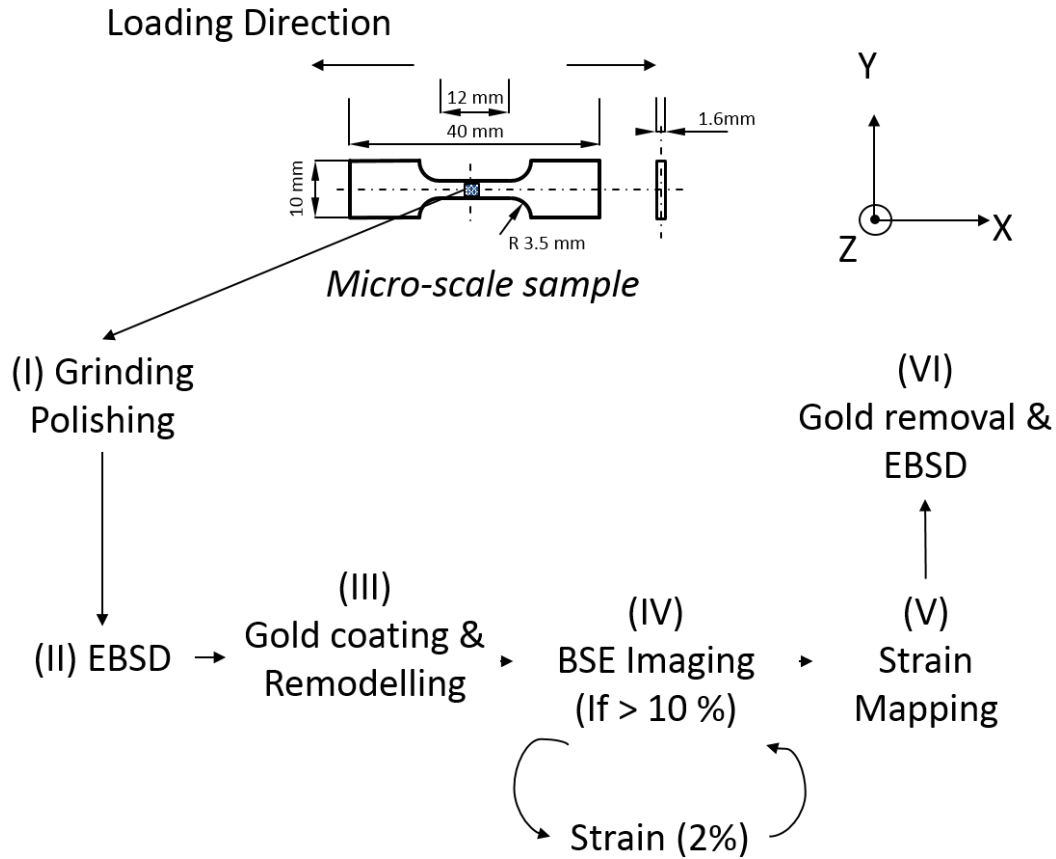 Loading Direction
12 mm
40 mm
1.6mm
10 mm
R 3.5 mm
Micro-scale sample
Y
X
Z
(I) Grinding
Polishing
(II) EBSD
(III)
Gold coating &
Remodelling
(IV)
BSE Imaging
(If > 10 %)
Strain (2%)
(V)
Strain
Mapping
(VI)
Gold removal &
EBSD